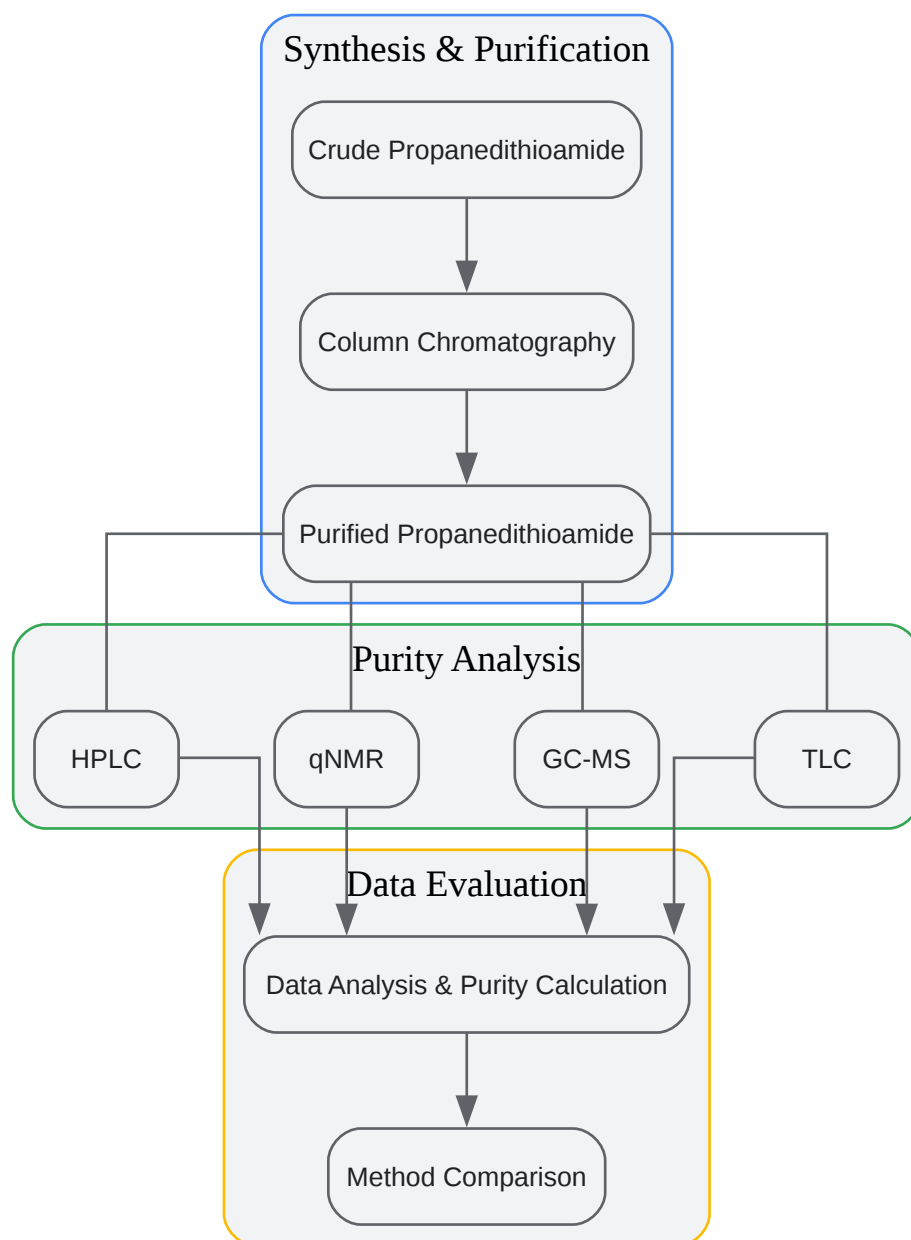 Synthesis & Purification
Crude Propanedithioamide
Column Chromatography
Purified Propanedithioamide
Purity Analysis
HPLC
qNMR
GC-MS
TLC
Data Evaluation
Data Analysis & Purity Calculation
Method Comparison